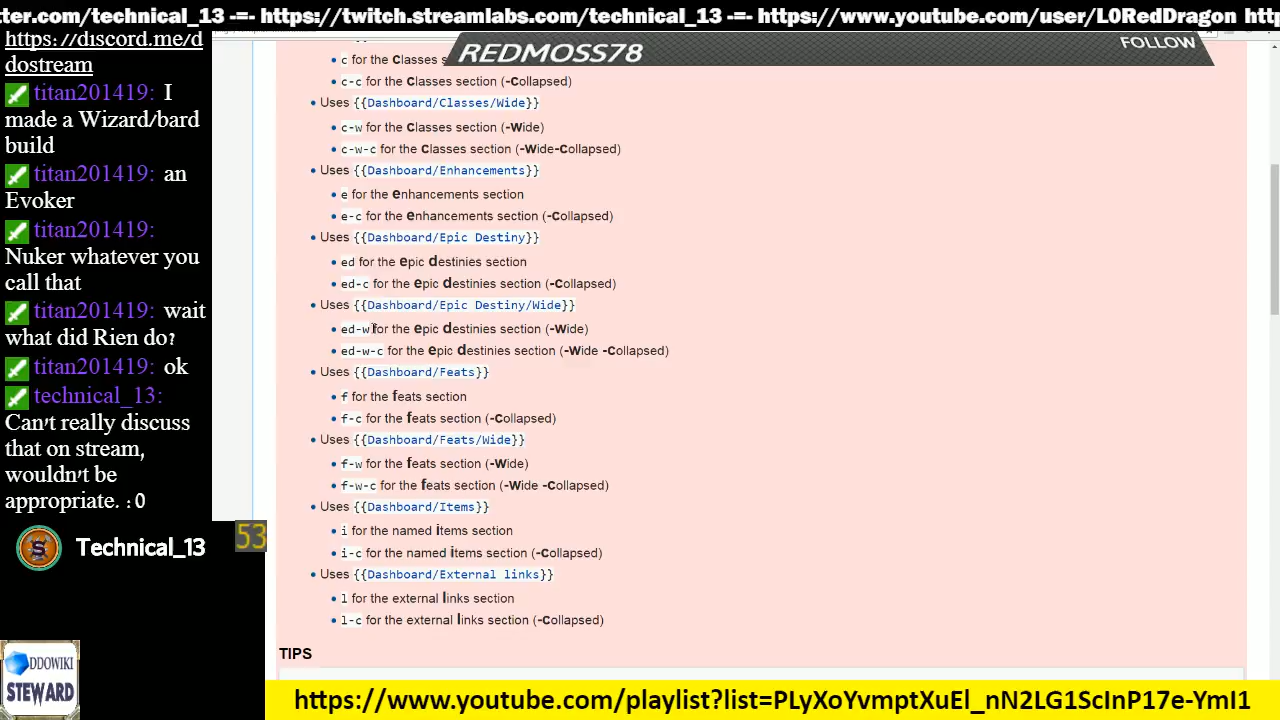 tter.com/technical_13 -=- https://twitch.streamlabs.com/technical_13 -=- https://www.youtube.com/user/L0RedDragon
https://discord.me/d
dostream
titan201419: I
made a Wizard/bard
build
titan201419: an
Evoker
titan201419:
Nuker whatever you
call that
titan201419: wait
what did Rien do?
titan201419: ok
technical_13:
Can't really discuss
that on stream,
wouldn't be
appropriate. :0
Technical_13
53
DDOWIKI
STEWARD
REDMOSS78
FOLLOW
c for the Classes
c-c for the Classes section (-Collapsed)
Uses {{Dashboard/Classes/Wide}}
c-w for the Classes section (-Wide)
c-w-c for the Classes section (-Wide-Collapsed)
Uses {{Dashboard/Enhancements}}
e for the enhancements section
e-c for the enhancements section (-Collapsed)
Uses {{Dashboard/Epic Destiny}}
ed for the epic destinies section
ed-c for the epic destinies section (-Collapsed)
Uses {{Dashboard/Epic Destiny/Wide}}
ed-w for the epic destinies section (-Wide)
ed-w-c for the epic destinies section (-Wide -Collapsed)
Uses {{Dashboard/Feats}}
f for the feats section
f-c for the feats section (-Collapsed)
Uses {{Dashboard/Feats/Wide}}
f-w for the feats section (-Wide)
f-w-c for the feats section (-Wide -Collapsed)
Uses {{Dashboard/Items}}
i for the named items section
i-c for the named items section (-Collapsed)
Uses {{Dashboard/External links}}
l for the external links section
l-c for the external links section (-Collapsed)
TIPS
https://www.youtube.com/playlist?list=PLyXoYvmptXuEl_nN2LG1ScInP17e-YmI1